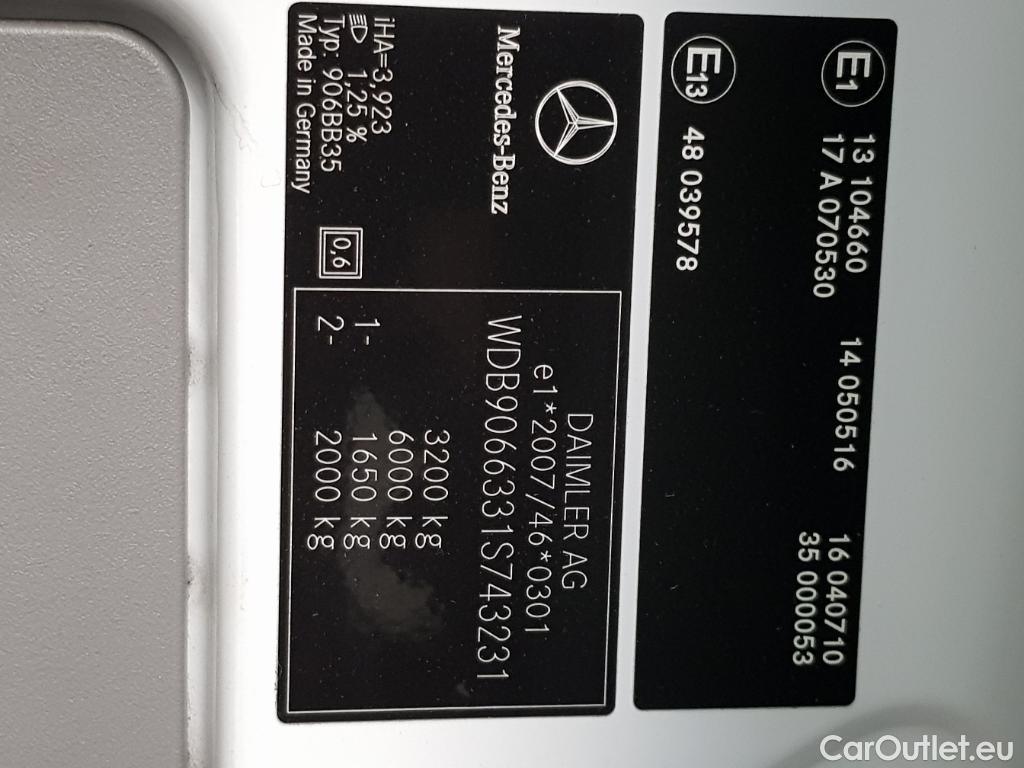 E1
13 104660
14 050516
16 040710
17 A 070530
35 000053
E13
48 039578
Mercedes-Benz
iHA=3,923
1,25 %
Typ: 906BB35
Made in Germany
0,6
DAIMLER AG
e1*2007/46*0301
WDB9066331S743231
3200 kg
6000 kg
1- 1650 kg
2- 2000 kg
CarOutlet.eu